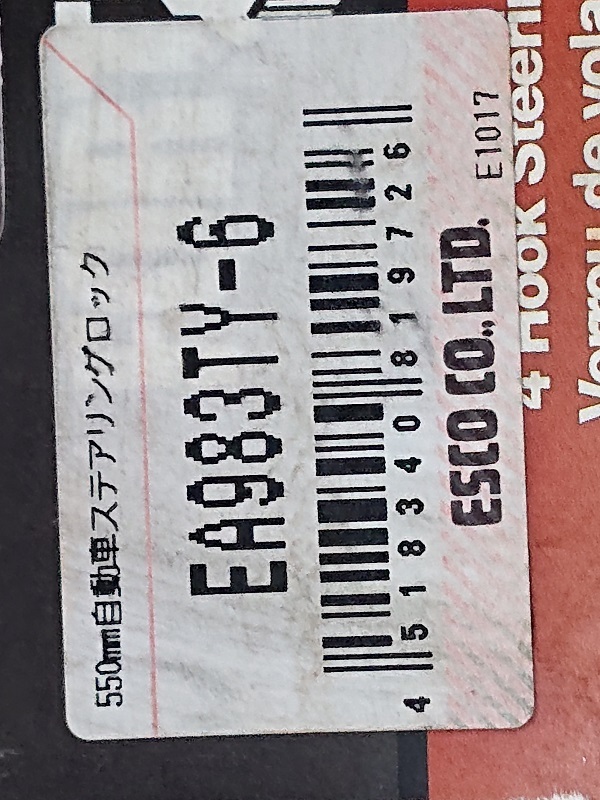 550mm自動車ステアリングロック
EA983TY-6
4 518340 819726
ESCO CO., LTD.
E1017
4 Hook Steeri
Verrou de vola